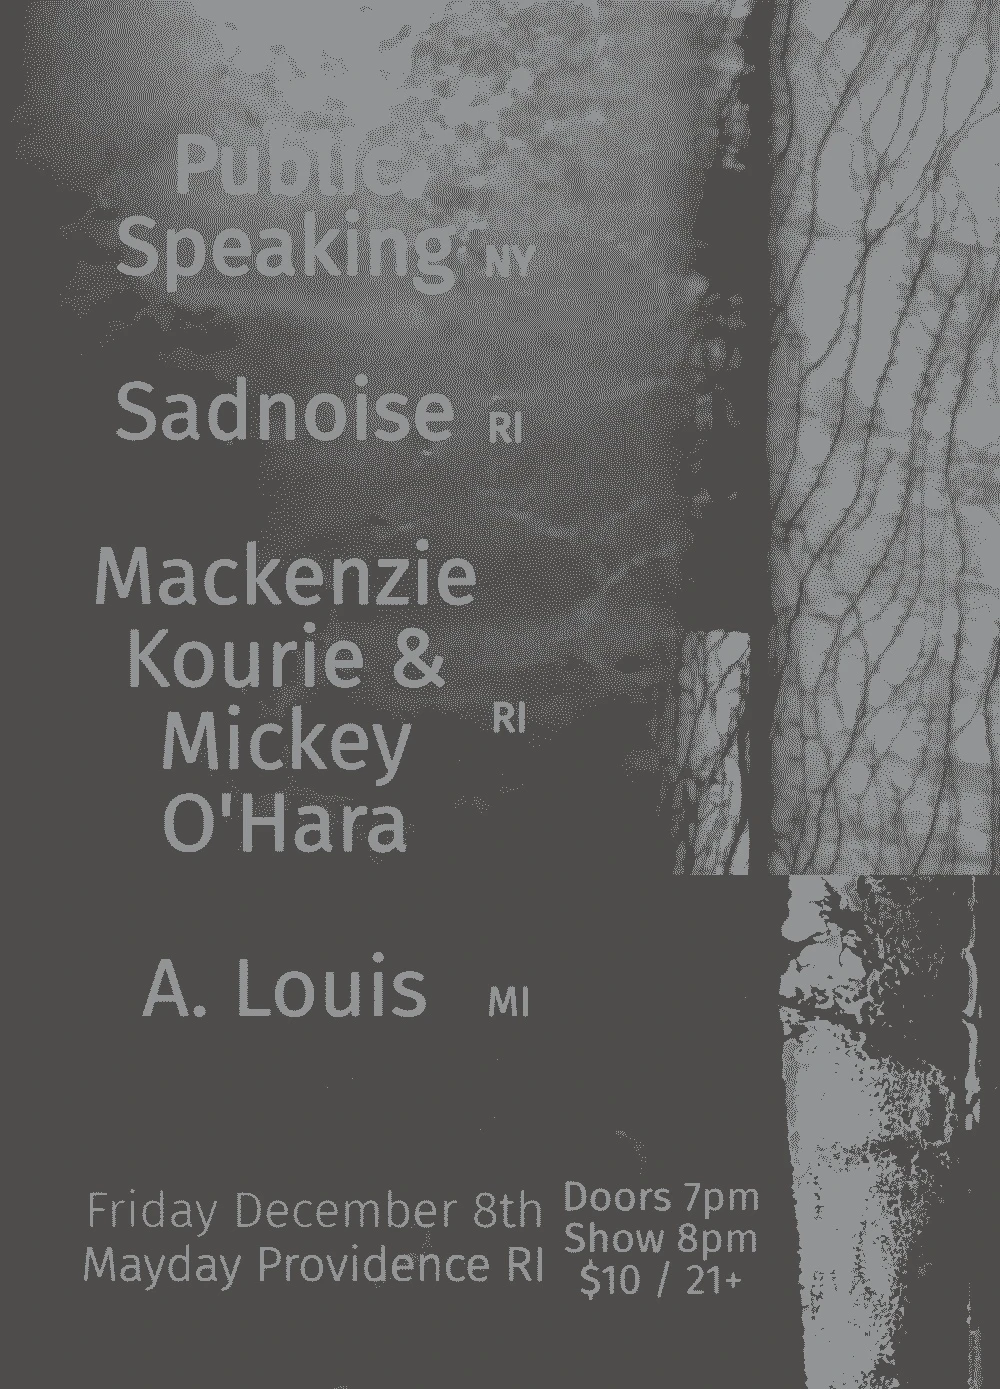 Public
Speaking NY
Sadnoise RI
Mackenzie
Kourie &
Mickey
O'Hara RI
A. Louis MI
Friday December 8th
Mayday Providence RI
Doors 7pm
Show 8pm
$10 / 21+